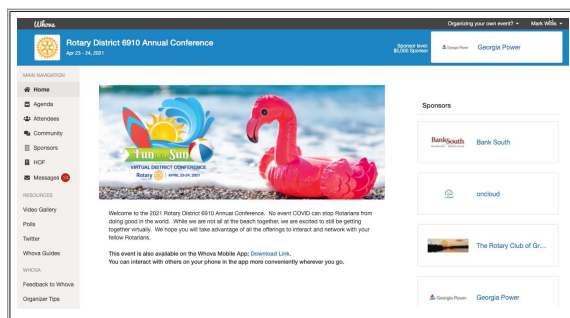 Whova
Organizing your own event?
Mark Wells.
Rotary District 6910 Annual Conference
Apr 23 - 24, 2021
Sponsor level
$5,000 Sponsor
Georgia Power
Georgia Power
MAIN NAVIGATION
Home
Agenda
Attendees
Community
Sponsors
HOF
Messages
RESOURCES
Video Gallery
Polls
Twitter
Whova Guides
WHOVA
Feedback to Whova
Organizer Tips
Fun in the Sun
VIRTUAL DISTRICT CONFERENCE
Rotary
APRIL 23-24, 2021
Welcome to the 2021 Rotary District 6910 Annual Conference. No event COVID can stop Rotarians from
doing good in the world. While we are not all at the beach together, we are excited to still be getting
together virtually. We hope you will take advantage of all the offerings to interact and network with your
fellow Rotarians.
This event is also available on the Whova Mobile App: Download Link.
You can interact with others on your phone in the app more conveniently wherever you go.
Sponsors
BankSouth
Bank South
oncloud
The Rotary Club of Gr...
Georgia Power
Georgia Power